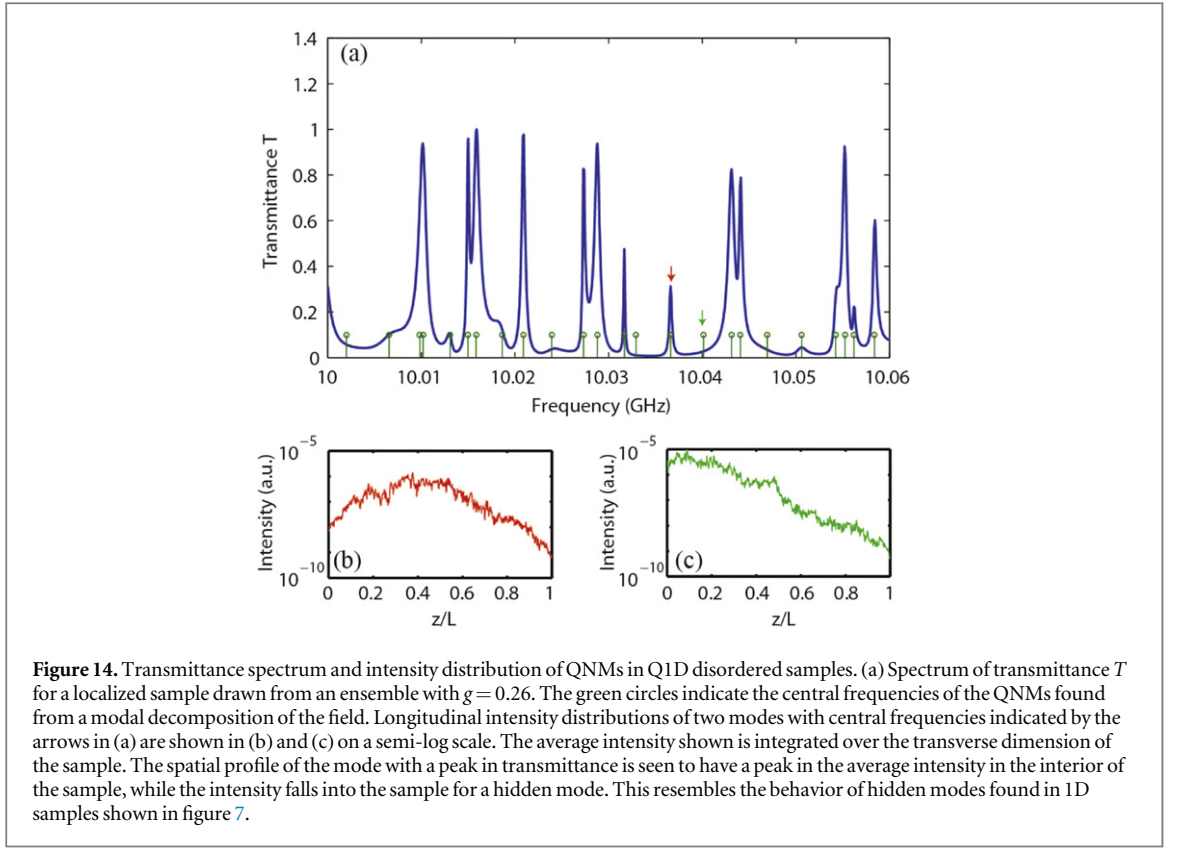 (a)
1.4
1.2
1
0.8
0.6
0.4
0.2
0
Transmittance T
10 10.01 10.02 10.03 10.04 10.05 10.06
Frequency (GHz)
10⁻⁵
10⁻¹⁰
Intensity (a.u.)
(b)
0 0.2 0.4 0.6 0.8 1
z/L
10⁻⁵
10⁻¹⁰
Intensity (a.u.)
(c)
0 0.2 0.4 0.6 0.8 1
z/L
Figure 14. Transmittance spectrum and intensity distribution of QNMs in Q1D disordered samples. (a) Spectrum of transmittance T
for a localized sample drawn from an ensemble with g = 0.26. The green circles indicate the central frequencies of the QNMs found
from a modal decomposition of the field. Longitudinal intensity distributions of two modes with central frequencies indicated by the
arrows in (a) are shown in (b) and (c) on a semi-log scale. The average intensity shown is integrated over the transverse dimension of
the sample. The spatial profile of the mode with a peak in transmittance is seen to have a peak in the average intensity in the interior of
the sample, while the intensity falls into the sample for a hidden mode. This resembles the behavior of hidden modes found in 1D
samples shown in figure 7.